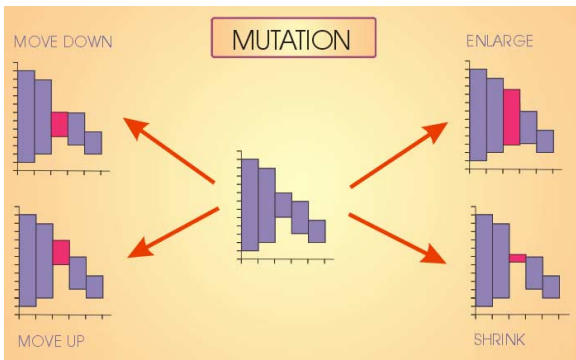 MUTATION
MOVE DOWN
ENLARGE
MOVE UP
SHRINK